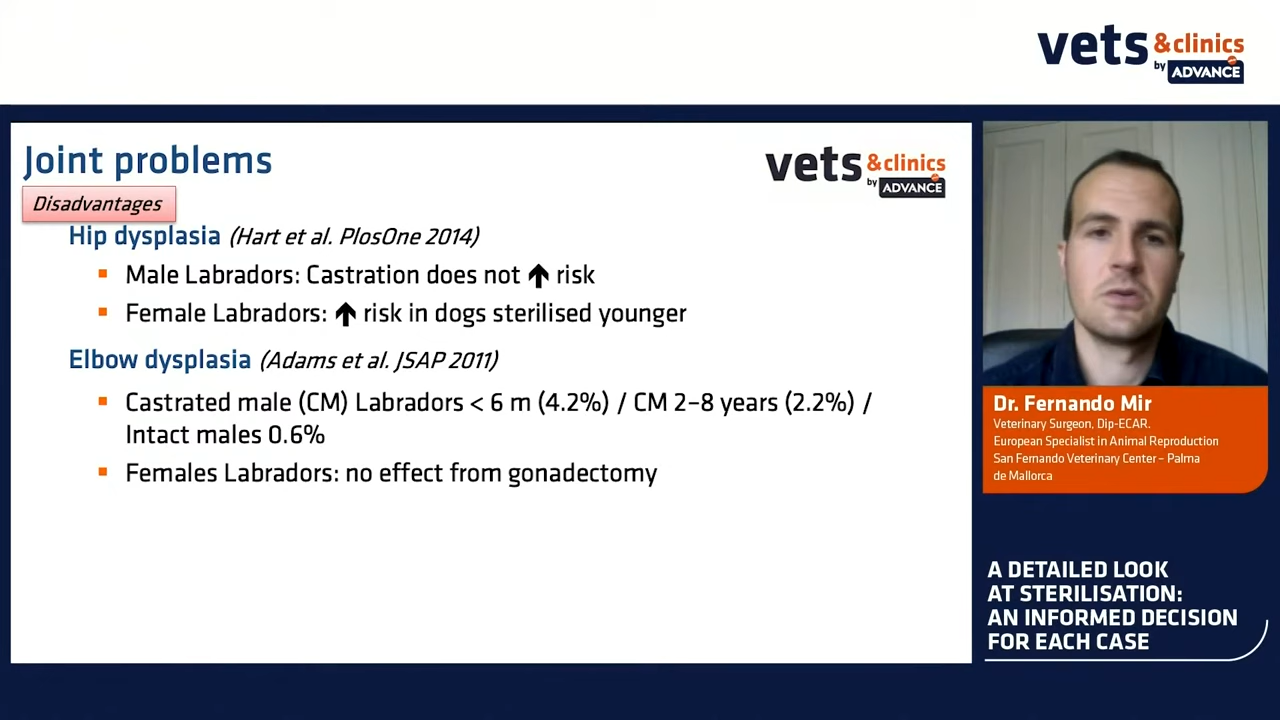 vets &clinics
by ADVANCE
Joint problems
Disadvantages
vets &clinics
by ADVANCE
Hip dysplasia (Hart et al. PlosOne 2014)
▪ Male Labradors: Castration does not ↑ risk
▪ Female Labradors: ↑ risk in dogs sterilised younger
Elbow dysplasia (Adams et al. JSAP 2011)
▪ Castrated male (CM) Labradors < 6 m (4.2%) / CM 2–8 years (2.2%) /
Intact males 0.6%
▪ Females Labradors: no effect from gonadectomy
Dr. Fernando Mir
Veterinary Surgeon, Dip-ECAR.
European Specialist in Animal Reproduction
San Fernando Veterinary Center – Palma
de Mallorca
A DETAILED LOOK
AT STERILISATION:
AN INFORMED DECISION
FOR EACH CASE